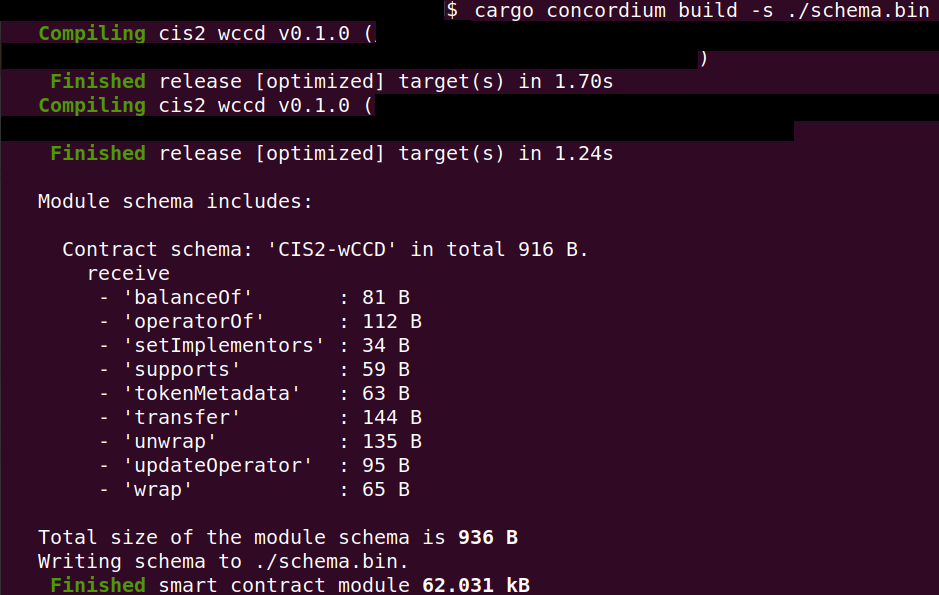 $ cargo concordium build -s ./schema.bin
Compiling cis2 wccd v0.1.0 (
)
Finished release [optimized] target(s) in 1.70s
Compiling cis2 wccd v0.1.0 (
Finished release [optimized] target(s) in 1.24s
Module schema includes:
Contract schema: 'CIS2-wCCD' in total 916 B.
receive
- 'balanceOf' : 81 B
- 'operatorOf' : 112 B
- 'setImplementors' : 34 B
- 'supports' : 59 B
- 'tokenMetadata' : 63 B
- 'transfer' : 144 B
- 'unwrap' : 135 B
- 'updateOperator' : 95 B
- 'wrap' : 65 B
Total size of the module schema is 936 B
Writing schema to ./schema.bin.
Finished smart contract module 62.031 kB